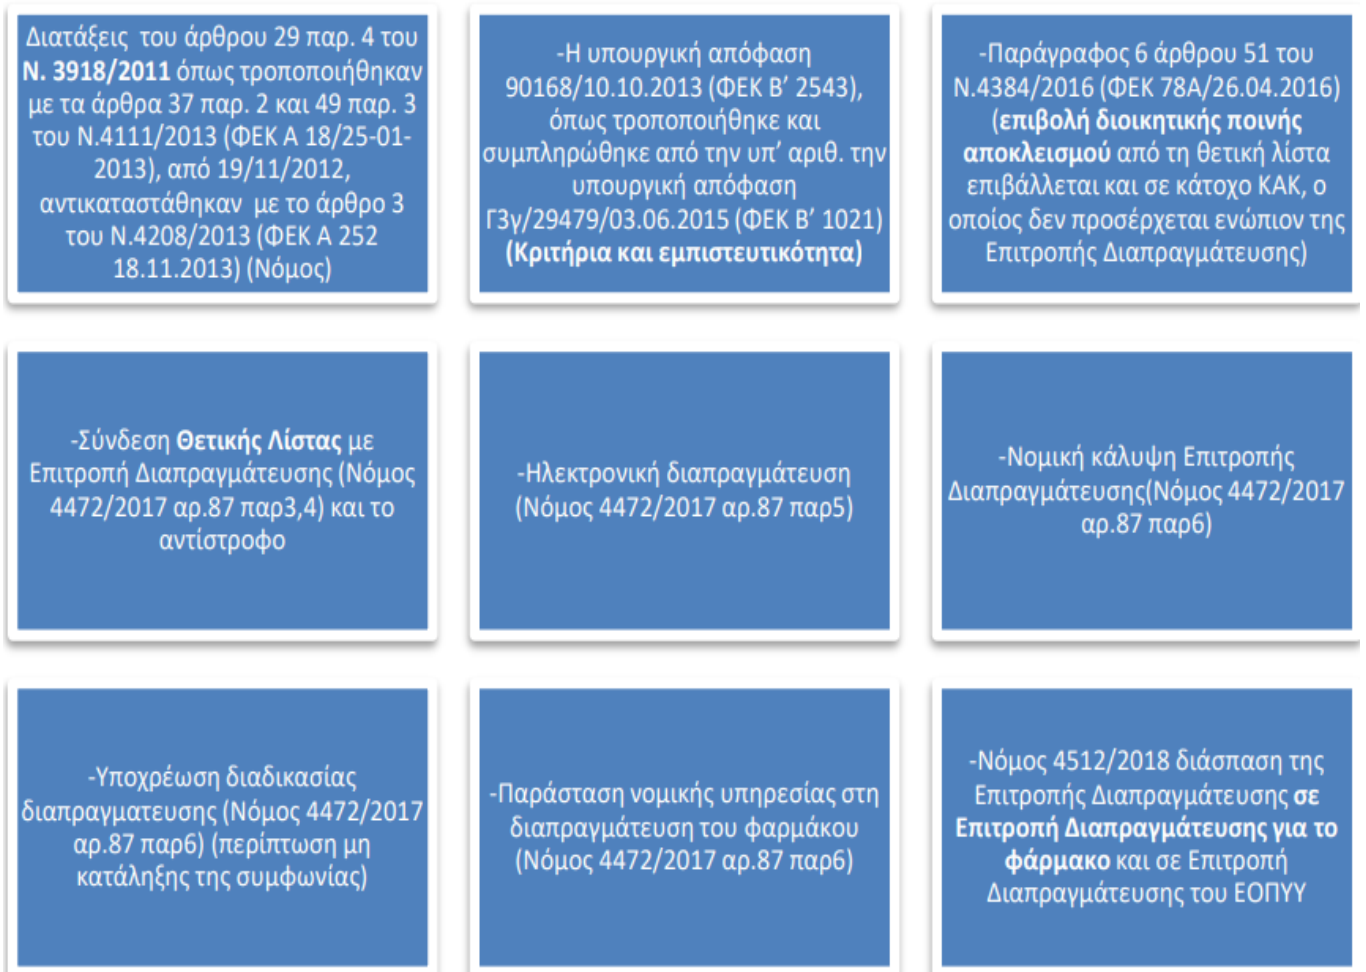 Διατάξεις του άρθρου 29 παρ. 4 του
Ν. 3918/2011 όπως τροποποιήθηκαν
με τα άρθρα 37 παρ. 2 και 49 παρ. 3
του Ν.4111/2013 (ΦΕΚ Α 18/25-01-
2013), από 19/11/2012,
αντικαταστάθηκαν με το άρθρο 3
του Ν.4208/2013 (ΦΕΚ Α 252
18.11.2013) (Νόμος)
-Η υπουργική απόφαση
90168/10.10.2013 (ΦΕΚ Β’ 2543),
όπως τροποποιήθηκε και
συμπληρώθηκε από την υπ’ αριθ. την
υπουργική απόφαση
Γ3γ/29479/03.06.2015 (ΦΕΚ Β’ 1021)
(Κριτήρια και εμπιστευτικότητα)
-Παράγραφος 6 άρθρου 51 του
Ν.4384/2016 (ΦΕΚ 78Α/26.04.2016)
(επιβολή διοικητικής ποινής
αποκλεισμού από τη θετική λίστα
επιβάλλεται και σε κάτοχο ΚΑΚ, ο
οποίος δεν προσέρχεται ενώπιον της
Επιτροπής Διαπραγμάτευσης)
-Σύνδεση Θετικής Λίστας με
Επιτροπή Διαπραγμάτευσης (Νόμος
4472/2017 αρ.87 παρ3,4) και το
αντίστροφο
-Ηλεκτρονική διαπραγμάτευση
(Νόμος 4472/2017 αρ.87 παρ5)
-Νομική κάλυψη Επιτροπής
Διαπραγμάτευσης(Νόμος 4472/2017
αρ.87 παρ6)
-Υποχρέωση διαδικασίας
διαπραγματευσης (Νόμος 4472/2017
αρ.87 παρ6) (περίπτωση μη
κατάληξης της συμφωνίας)
-Παράσταση νομικής υπηρεσίας στη
διαπραγμάτευση του φαρμάκου
(Νόμος 4472/2017 αρ.87 παρ6)
-Νόμος 4512/2018 διάσπαση της
Επιτροπής Διαπραγμάτευσης σε
Επιτροπή Διαπραγμάτευσης για το
φάρμακο και σε Επιτροπή
Διαπραγμάτευσης του ΕΟΠΥΥ